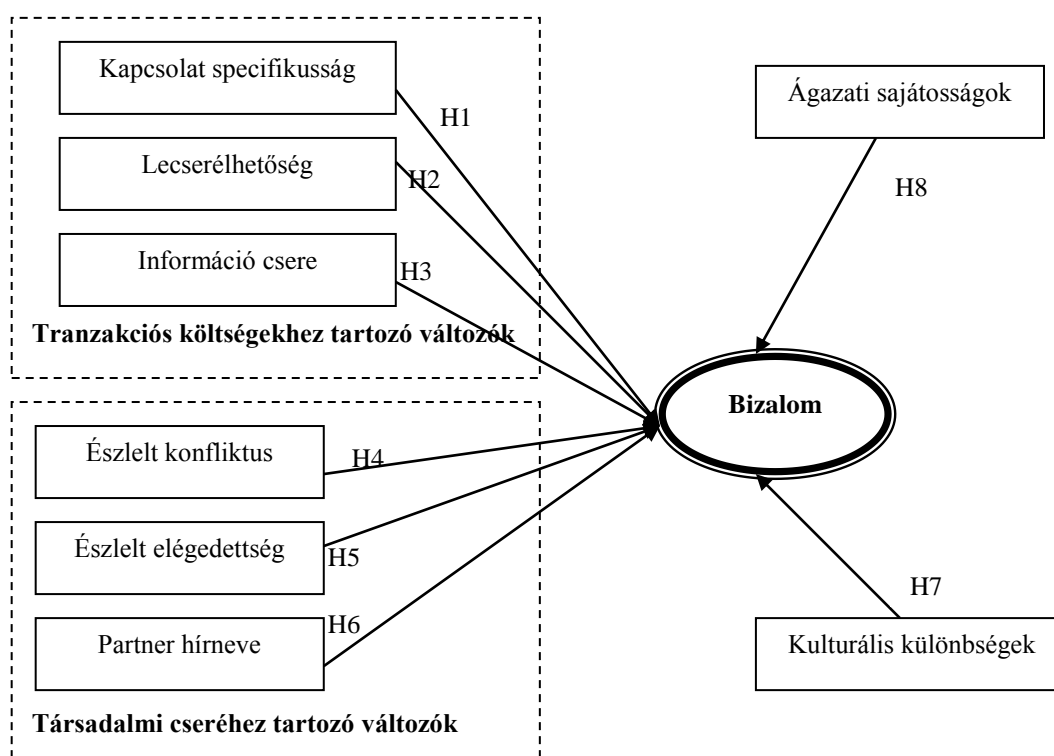 Kapcsolat specifikusság
H1
Lecserélhetőség
H2
Információ csere
H3
Tranzakciós költségekhez tartozó változók
Észlelt konfliktus
H4
Észlelt elégedettség
H5
Partner hírneve
H6
Társadalmi cseréhez tartozó változók
Ágazati sajátosságok
H8
Bizalom
H7
Kulturális különbségek